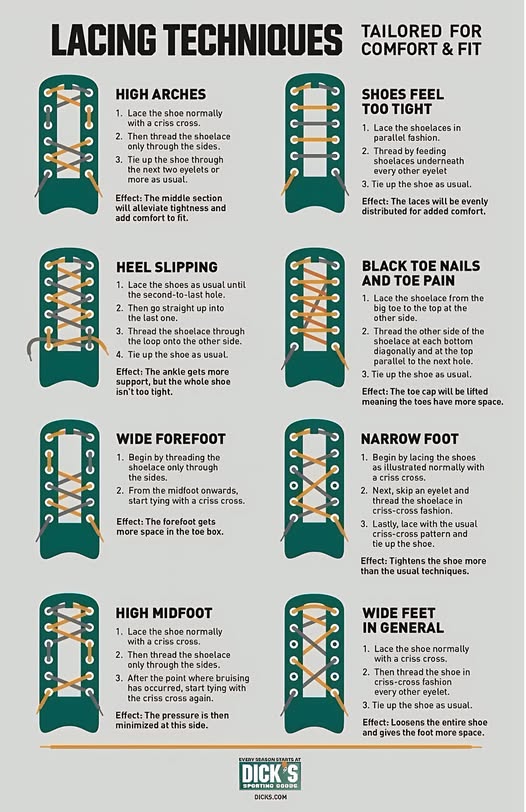 LACING TECHNIQUES
TAILORED FOR
COMFORT & FIT
HIGH ARCHES
1. Lace the shoe normally
with a criss cross.
2. Then thread the shoelace
only through the sides.
3. Tie up the shoe through
the next two eyelets or
more as usual.
Effect: The middle section
will alleviate tightness and
add comfort to fit.
SHOES FEEL
TOO TIGHT
1. Lace the shoelaces in
parallel fashion.
2. Thread by feeding
shoelaces underneath
every other eyelet
3. Tie up the shoe as usual.
Effect: The laces will be evenly
distributed for added comfort.
HEEL SLIPPING
1. Lace the shoes as usual until
the second-to-last hole.
2. Then go straight up into
the last one.
3. Thread the shoelace through
the loop onto the other side.
4. Tie up the shoe as usual.
Effect: The ankle gets more
support, but the whole shoe
isn't too tight.
BLACK TOE NAILS
AND TOE PAIN
1. Lace the shoelace from the
big toe to the top at the
other side.
2. Thread the other side of the
shoelace at each bottom
diagonally and at the top
parallel to the next hole.
3. Tie up the shoe as usual.
Effect: The toe cap will be lifted
meaning the toes have more space.
WIDE FOREFOOT
1. Begin by threading the
shoelace only through
the sides.
2. From the midfoot onwards,
start tying with a criss cross.
Effect: The forefoot gets
more space in the toe box.
NARROW FOOT
1. Begin by lacing the shoes
as illustrated normally with
a criss cross.
2. Next, skip an eyelet and
thread the shoelace in
criss-cross fashion.
3. Lastly, lace with the usual
criss-cross pattern and
tie up the shoe.
Effect: Tightens the shoe more
than the usual techniques.
HIGH MIDFOOT
1. Lace the shoe normally
with a criss cross.
2. Then thread the shoelace
only through the sides.
3. After the point where bruising
has occurred, start tying with
the criss cross again.
Effect: The pressure is then
minimized at this side.
WIDE FEET
IN GENERAL
1. Lace the shoe normally
with a criss cross.
2. Then thread the shoe in
criss-cross fashion
every other eyelet.
3. Tie up the shoe as usual.
Effect: Loosens the entire shoe
and gives the foot more space.
EVERY SEASON STARTS AT
DICK'S
SPORTING GOODS
DICKS.COM